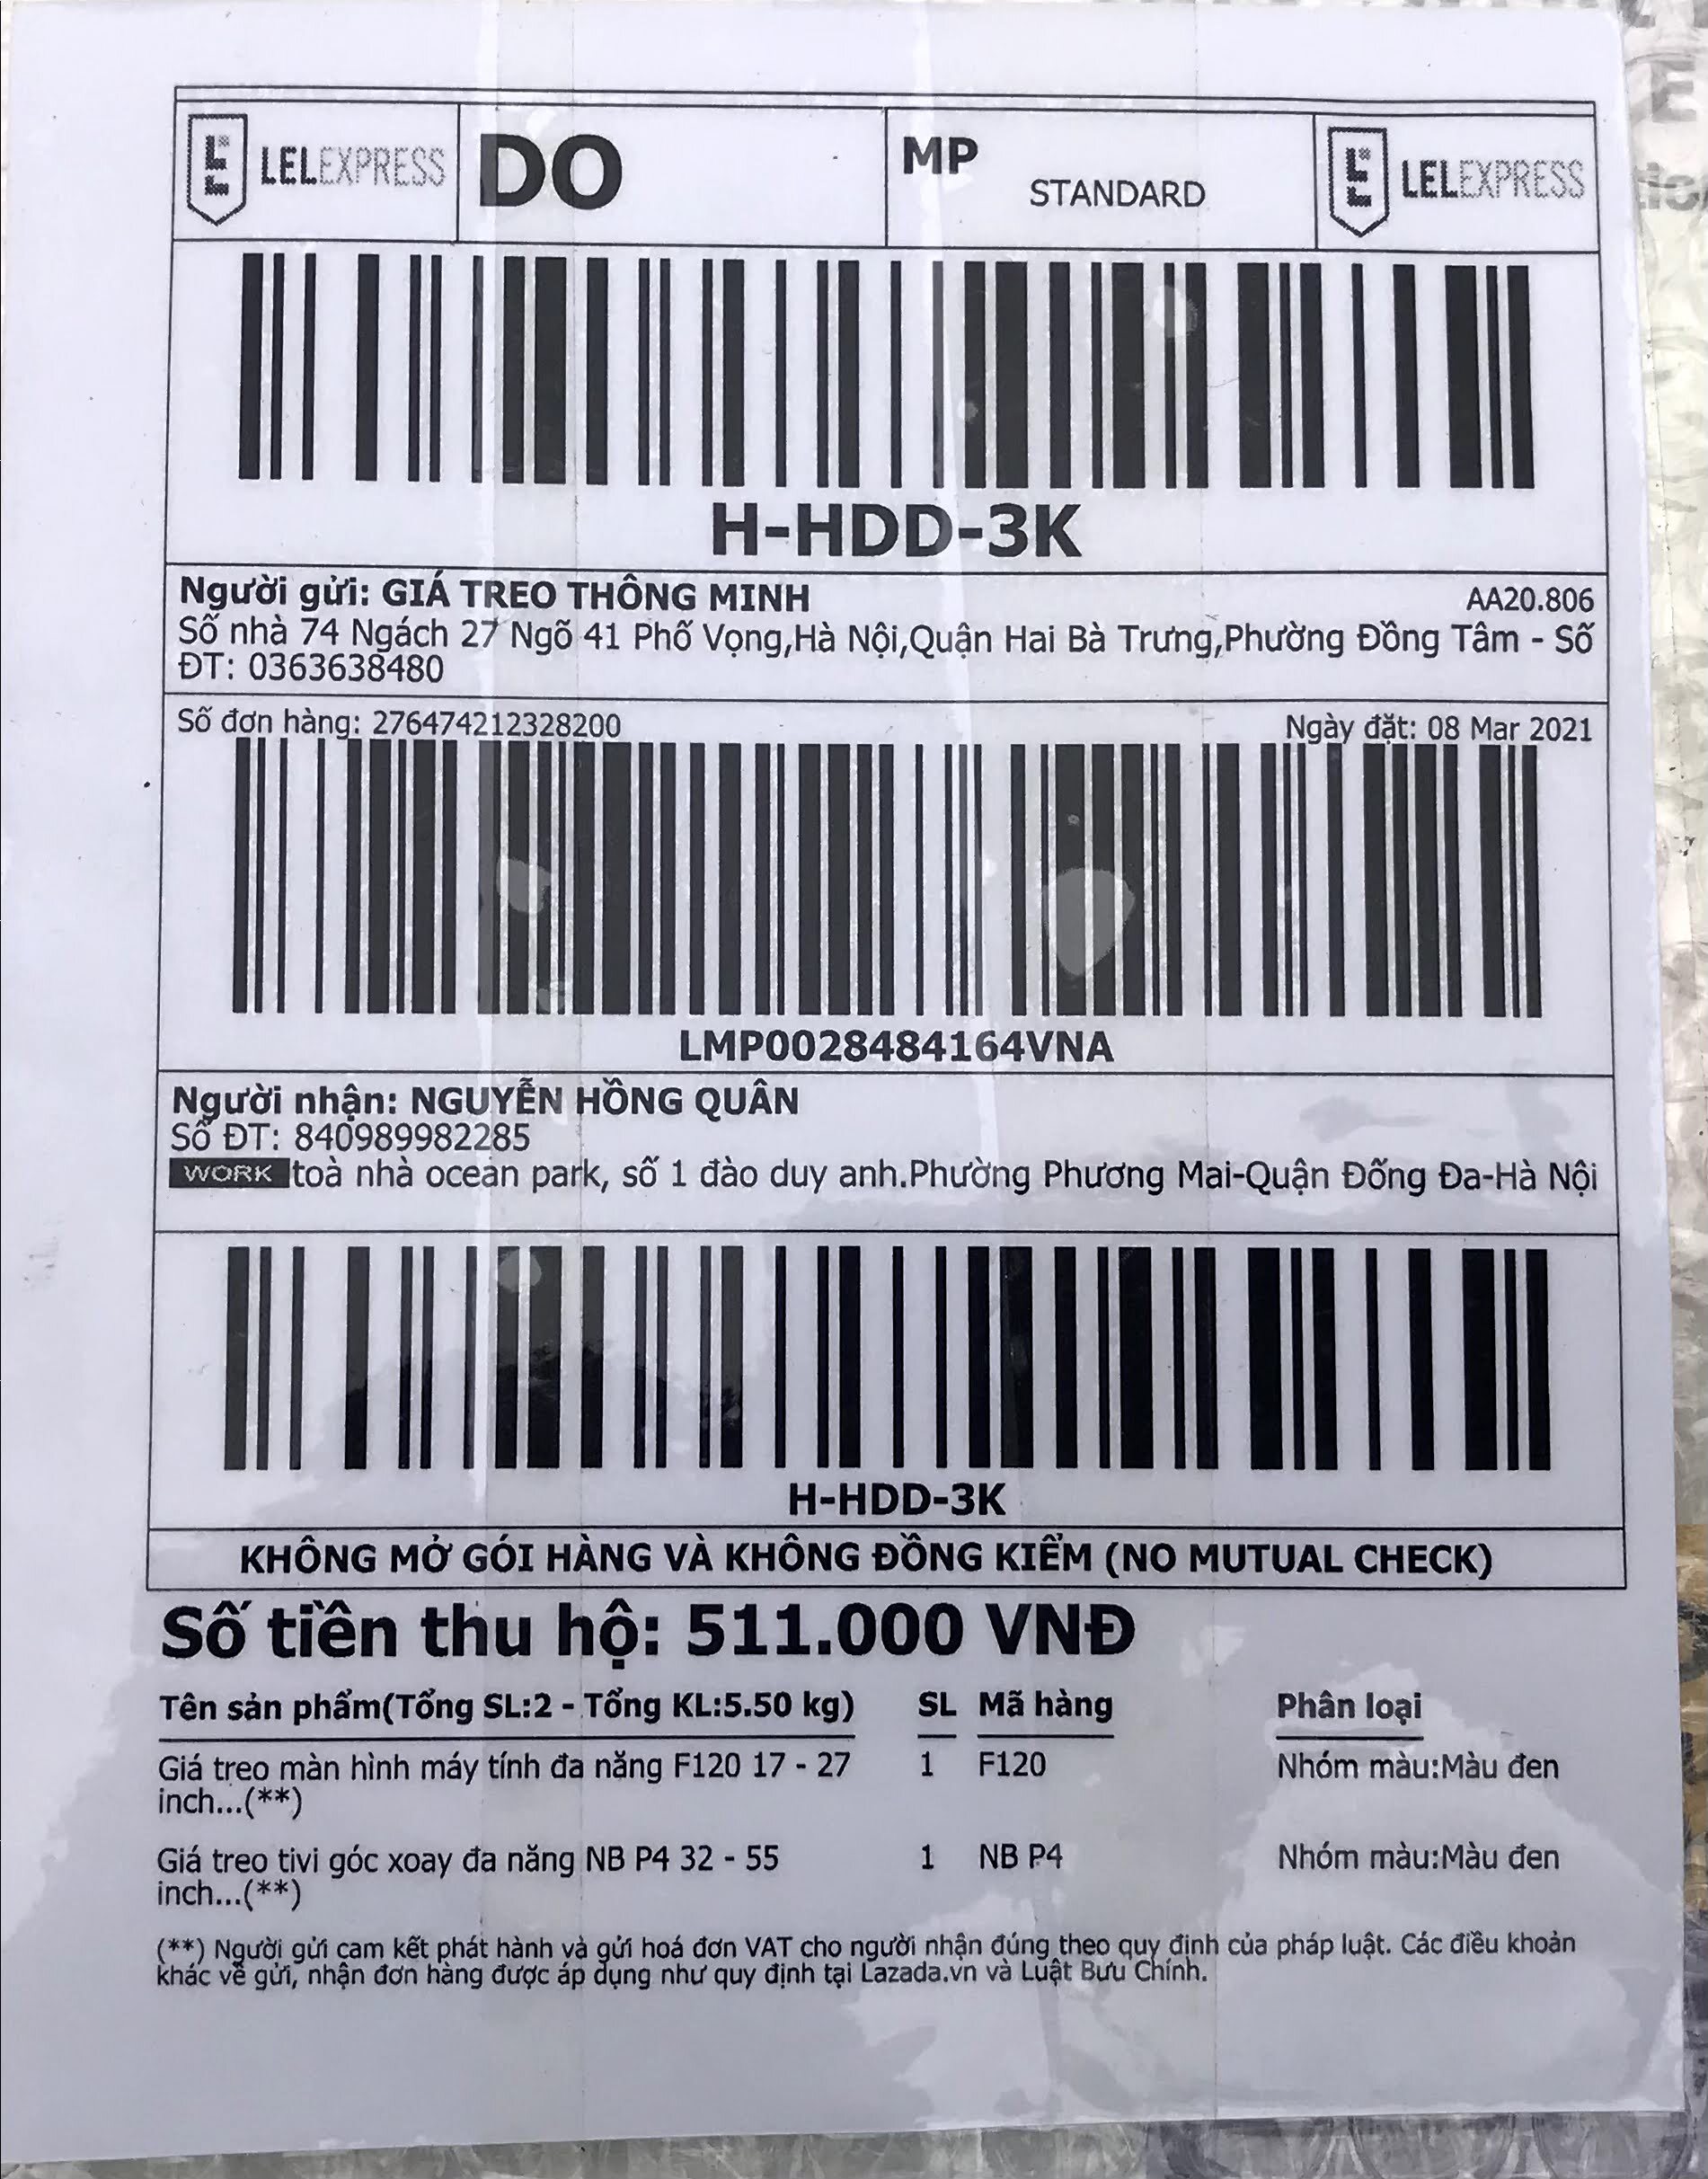 LELEXPRESS DO MP STANDARD LELEXPRESS
H-HDD-3K
Người gửi: GIÁ TREO THÔNG MINH AA20.806
Số nhà 74 Ngách 27 Ngõ 41 Phố Vọng,Hà Nội,Quận Hai Bà Trưng,Phường Đồng Tâm - Số
ĐT: 0363638480
Số đơn hàng: 276474212328200 Ngày đặt: 08 Mar 2021
LMP0028484164VNA
Người nhận: NGUYỄN HỒNG QUÂN
Số ĐT: 840989982285
WORK toà nhà ocean park, số 1 đào duy anh.Phường Phương Mai-Quận Đống Đa-Hà Nội
H-HDD-3K
KHÔNG MỞ GÓI HÀNG VÀ KHÔNG ĐỒNG KIỂM (NO MUTUAL CHECK)
Số tiền thu hộ: 511.000 VNĐ
Tên sản phẩm(Tổng SL:2 - Tổng KL:5.50 kg) SL Mã hàng Phân loại
Giá treo màn hình máy tính đa năng F120 17 - 27 1 F120 Nhóm màu:Màu đen
inch...(**)
Giá treo tivi góc xoay đa năng NB P4 32 - 55 1 NB P4 Nhóm màu:Màu đen
inch...(**)
(**) Người gửi cam kết phát hành và gửi hoá đơn VAT cho người nhận đúng theo quy định của pháp luật. Các điều khoản
khác về gửi, nhận đơn hàng được áp dụng như quy định tại Lazada.vn và Luật Bưu Chính.